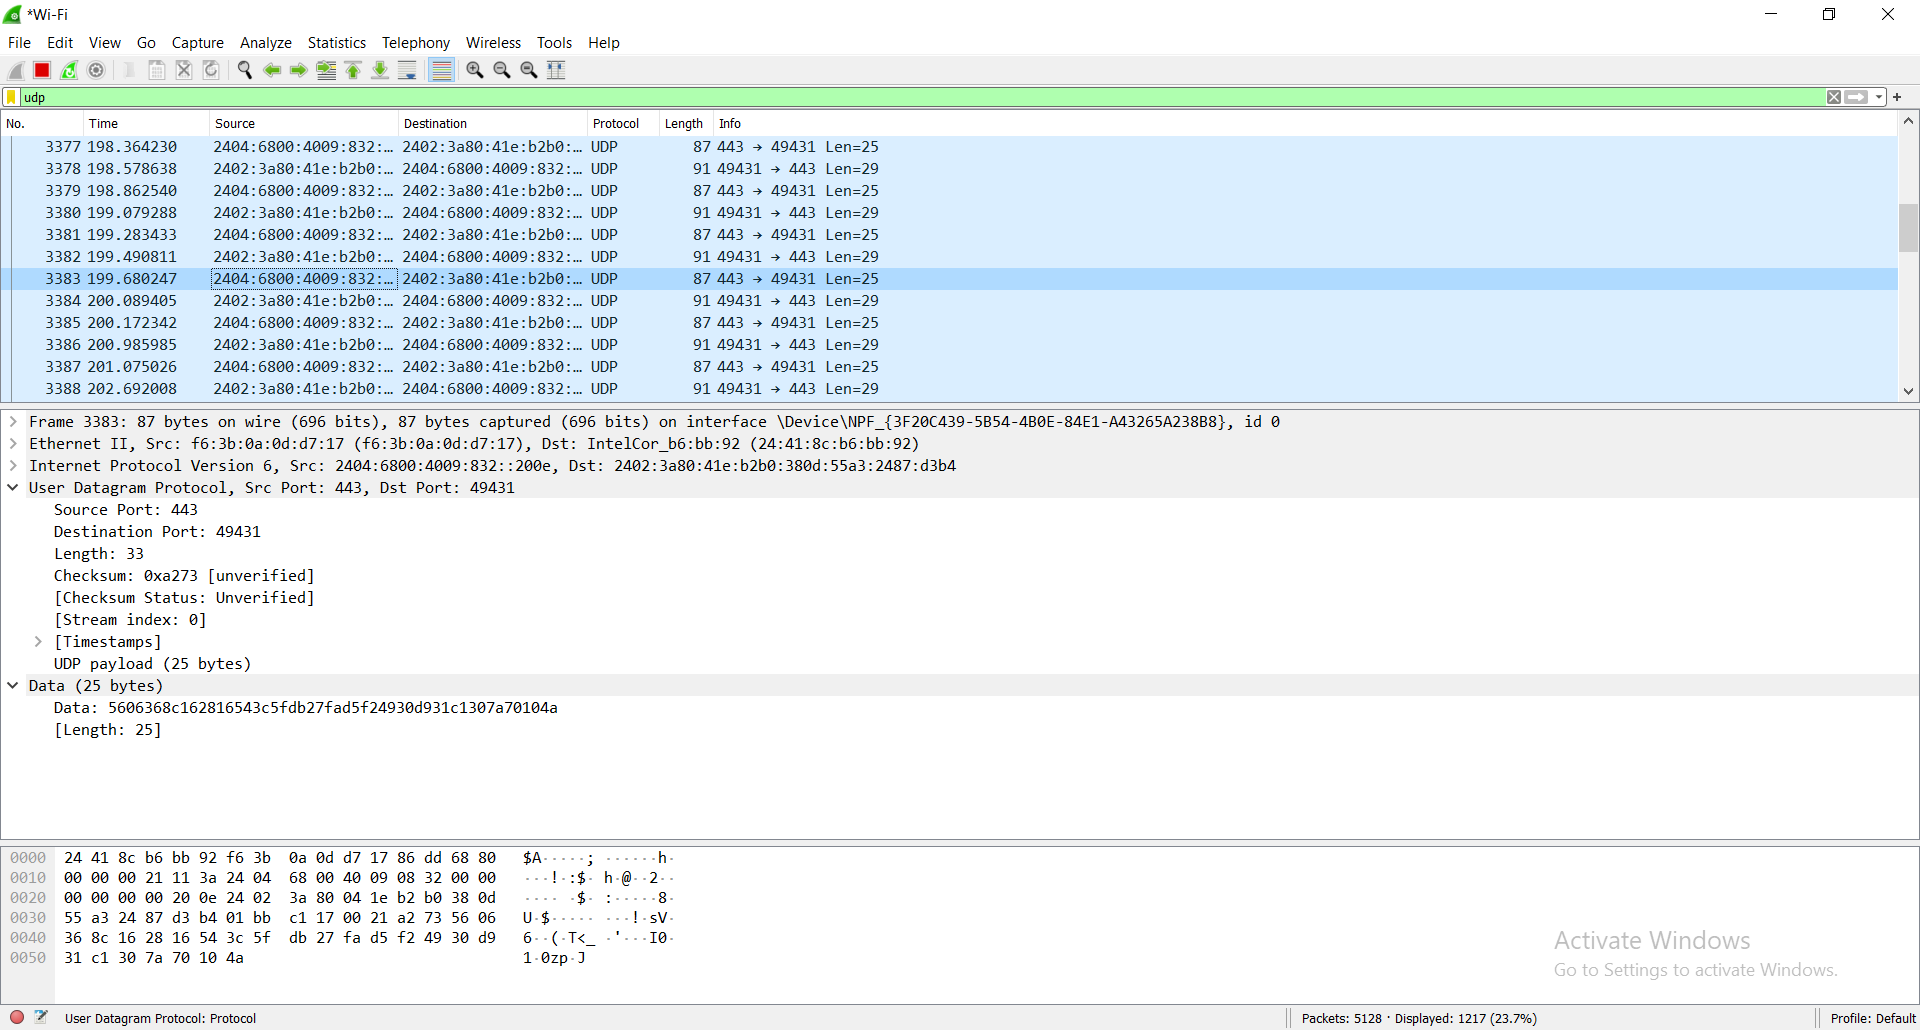 *Wi-Fi
File Edit View Go Capture Analyze Statistics Telephony Wireless Tools Help
udp
No. Time Source Destination Protocol Length Info
3377 198.364230 2404:6800:4009:832:… 2402:3a80:41e:b2b0:… UDP 87 443 → 49431 Len=25
3378 198.578638 2402:3a80:41e:b2b0:… 2404:6800:4009:832:… UDP 91 49431 → 443 Len=29
3379 198.862540 2404:6800:4009:832:… 2402:3a80:41e:b2b0:… UDP 87 443 → 49431 Len=25
3380 199.079288 2402:3a80:41e:b2b0:… 2404:6800:4009:832:… UDP 91 49431 → 443 Len=29
3381 199.283433 2404:6800:4009:832:… 2402:3a80:41e:b2b0:… UDP 87 443 → 49431 Len=25
3382 199.490811 2402:3a80:41e:b2b0:… 2404:6800:4009:832:… UDP 91 49431 → 443 Len=29
3383 199.680247 2404:6800:4009:832:… 2402:3a80:41e:b2b0:… UDP 87 443 → 49431 Len=25
3384 200.089405 2402:3a80:41e:b2b0:… 2404:6800:4009:832:… UDP 91 49431 → 443 Len=29
3385 200.172342 2404:6800:4009:832:… 2402:3a80:41e:b2b0:… UDP 87 443 → 49431 Len=25
3386 200.985985 2402:3a80:41e:b2b0:… 2404:6800:4009:832:… UDP 91 49431 → 443 Len=29
3387 201.075026 2404:6800:4009:832:… 2402:3a80:41e:b2b0:… UDP 87 443 → 49431 Len=25
3388 202.692008 2402:3a80:41e:b2b0:… 2404:6800:4009:832:… UDP 91 49431 → 443 Len=29
Frame 3383: 87 bytes on wire (696 bits), 87 bytes captured (696 bits) on interface \Device\NPF_{3F20C439-5B54-4B0E-84E1-A43265A238B8}, id 0
Ethernet II, Src: f6:3b:0a:0d:d7:17 (f6:3b:0a:0d:d7:17), Dst: IntelCor_b6:bb:92 (24:41:8c:b6:bb:92)
Internet Protocol Version 6, Src: 2404:6800:4009:832::200e, Dst: 2402:3a80:41e:b2b0:380d:55a3:2487:d3b4
User Datagram Protocol, Src Port: 443, Dst Port: 49431
Source Port: 443
Destination Port: 49431
Length: 33
Checksum: 0xa273 [unverified]
[Checksum Status: Unverified]
[Stream index: 0]
[Timestamps]
UDP payload (25 bytes)
Data (25 bytes)
Data: 5606368c162816543c5fdb27fad5f24930d931c1307a70104a
[Length: 25]
0000 24 41 8c b6 bb 92 f6 3b 0a 0d d7 17 86 dd 68 80 $A·····; ······h·
0010 00 00 00 21 11 3a 24 04 68 00 40 09 08 32 00 00 ···!·:$· h·@··2··
0020 00 00 00 00 20 0e 24 02 3a 80 04 1e b2 b0 38 0d ···· ·$· :·····8·
0030 55 a3 24 87 d3 b4 01 bb c1 17 00 21 a2 73 56 06 U·$····· ···!·sV·
0040 36 8c 16 28 16 54 3c 5f db 27 fa d5 f2 49 30 d9 6··(·T<_ ·'···I0·
0050 31 c1 30 7a 70 10 4a 1·0zp·J
Activate Windows
Go to Settings to activate Windows.
User Datagram Protocol: Protocol Packets: 5128 · Displayed: 1217 (23.7%) Profile: Default